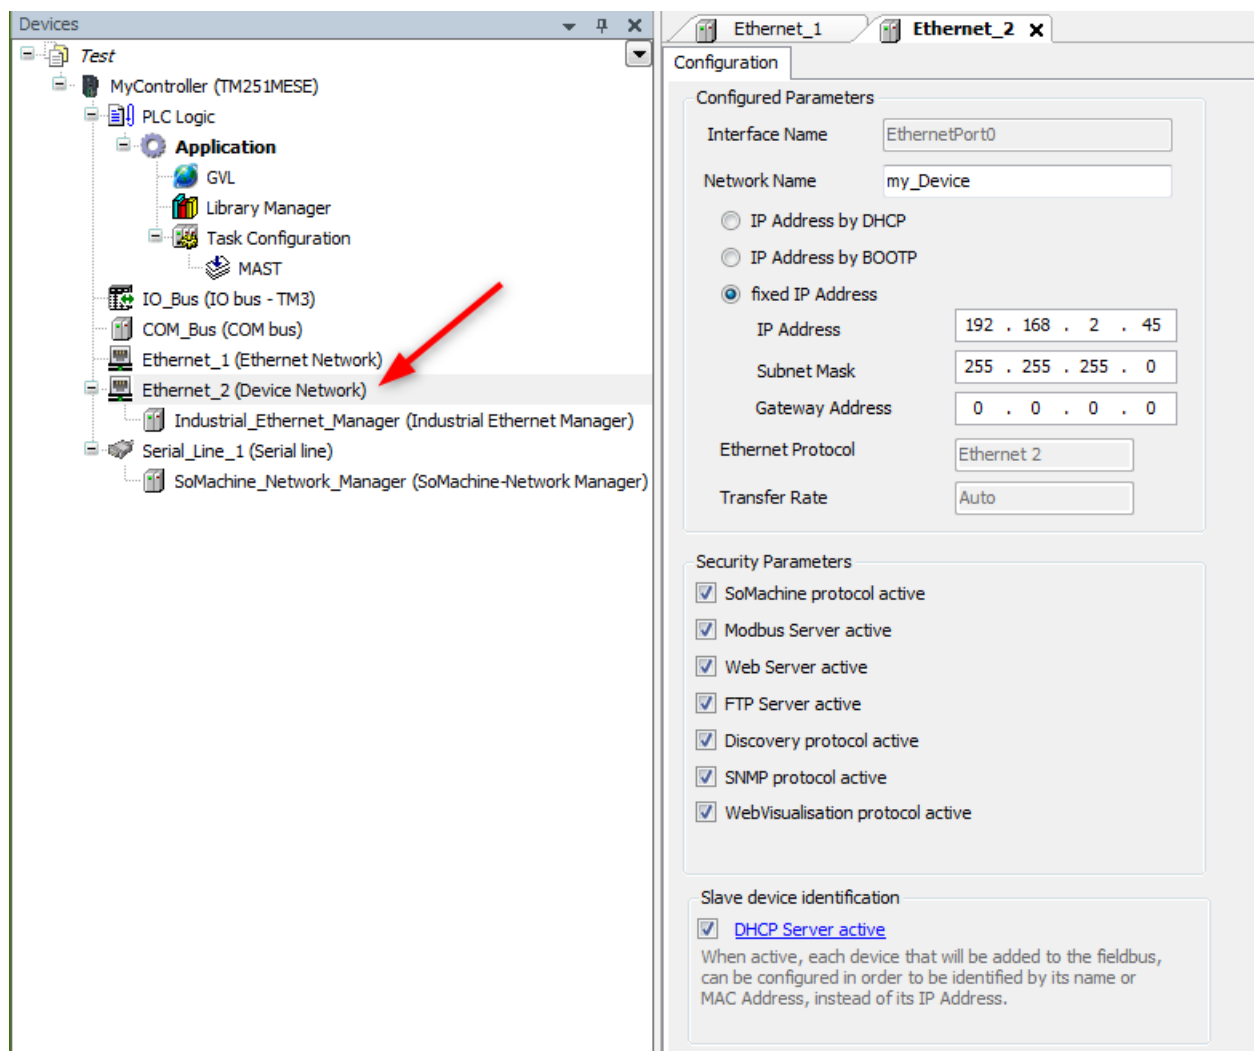 Devices
Test
MyController (TM251MESE)
PLC Logic
Application
GVL
Library Manager
Task Configuration
MAST
IO_Bus (IO bus - TM3)
COM_Bus (COM bus)
Ethernet_1 (Ethernet Network)
Ethernet_2 (Device Network)
Industrial_Ethernet_Manager (Industrial Ethernet Manager)
Serial_Line_1 (Serial line)
SoMachine_Network_Manager (SoMachine-Network Manager)
Ethernet_1
Ethernet_2
Configuration
Configured Parameters
Interface Name EthernetPort0
Network Name my_Device
IP Address by DHCP
IP Address by BOOTP
fixed IP Address
IP Address 192 . 168 . 2 . 45
Subnet Mask 255 . 255 . 255 . 0
Gateway Address 0 . 0 . 0 . 0
Ethernet Protocol Ethernet 2
Transfer Rate Auto
Security Parameters
SoMachine protocol active
Modbus Server active
Web Server active
FTP Server active
Discovery protocol active
SNMP protocol active
WebVisualisation protocol active
Slave device identification
DHCP Server active
When active, each device that will be added to the fieldbus,
can be configured in order to be identified by its name or
MAC Address, instead of its IP Address.